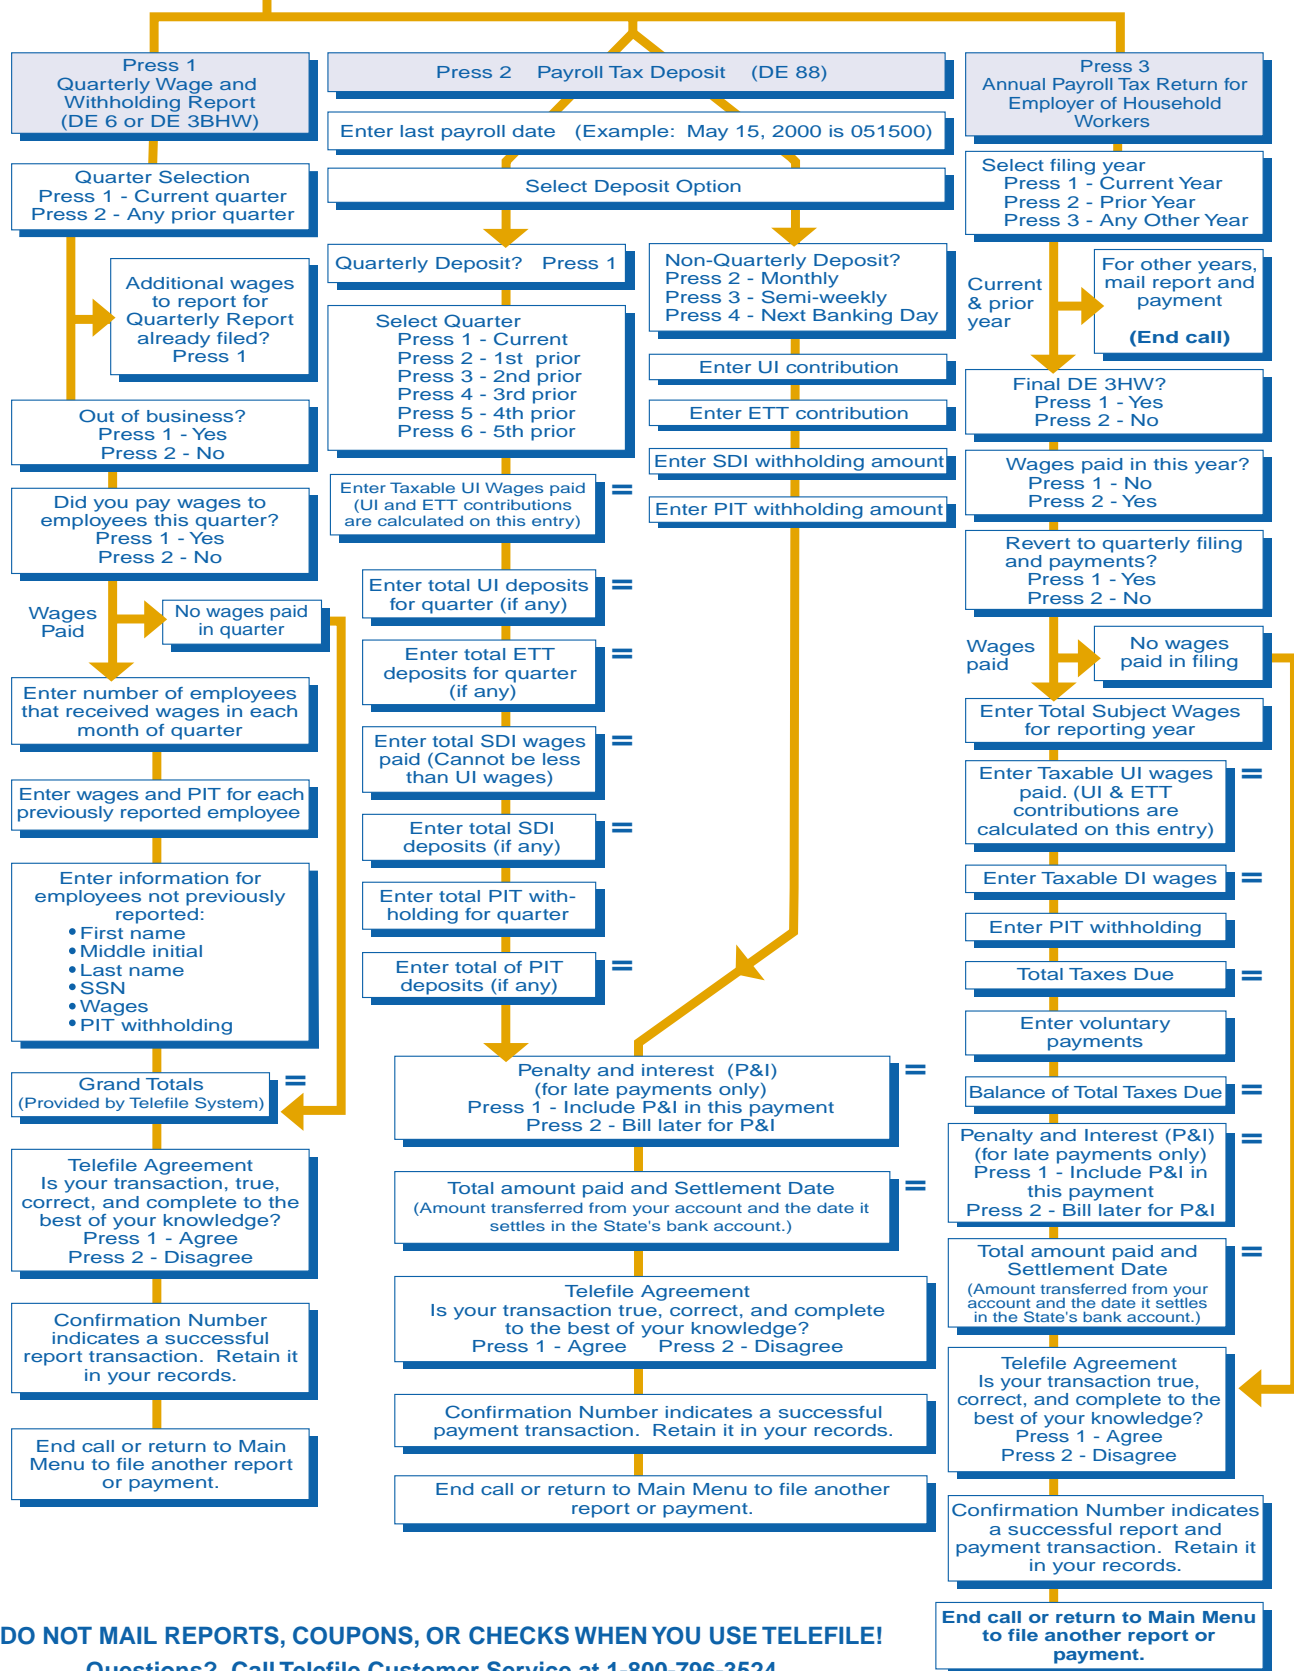 Press 1
Quarterly Wage and
Withholding Report
(DE 6 or DE 3BHW)
Quarter Selection
Press 1 - Current quarter
Press 2 - Any prior quarter
Additional wages
to report for
Quarterly Report
already filed?
Press 1
Out of business?
Press 1 - Yes
Press 2 - No
Did you pay wages to
employees this quarter?
Press 1 - Yes
Press 2 - No
Wages
Paid
No wages paid
in quarter
Enter number of employees
that received wages in each
month of quarter
Enter wages and PIT for each
previously reported employee
Enter information for
employees not previously
reported:
• First name
• Middle initial
• Last name
• SSN
• Wages
• PIT withholding
Grand Totals =
(Provided by Telefile System)
Telefile Agreement
Is your transaction, true,
correct, and complete to the
best of your knowledge?
Press 1 - Agree
Press 2 - Disagree
Confirmation Number
indicates a successful
report transaction. Retain it
in your records.
End call or return to Main
Menu to file another report
or payment.
Press 2 Payroll Tax Deposit (DE 88)
Enter last payroll date (Example: May 15, 2000 is 051500)
Select Deposit Option
Quarterly Deposit? Press 1
Select Quarter
Press 1 - Current
Press 2 - 1st prior
Press 3 - 2nd prior
Press 4 - 3rd prior
Press 5 - 4th prior
Press 6 - 5th prior
Enter Taxable UI Wages paid =
(UI and ETT contributions
are calculated on this entry)
Enter total UI deposits =
for quarter (if any)
Enter total ETT =
deposits for quarter
(if any)
Enter total SDI wages =
paid (Cannot be less
than UI wages)
Enter total SDI =
deposits (if any)
Enter total PIT with-
holding for quarter
Enter total of PIT =
deposits (if any)
Non-Quarterly Deposit?
Press 2 - Monthly
Press 3 - Semi-weekly
Press 4 - Next Banking Day
Enter UI contribution
Enter ETT contribution
Enter SDI withholding amount
Enter PIT withholding amount
Penalty and interest (P&I) =
(for late payments only)
Press 1 - Include P&I in this payment
Press 2 - Bill later for P&I
Total amount paid and Settlement Date =
(Amount transferred from your account and the date it
settles in the State's bank account.)
Telefile Agreement
Is your transaction true, correct, and complete
to the best of your knowledge?
Press 1 - Agree Press 2 - Disagree
Confirmation Number indicates a successful
payment transaction. Retain it in your records.
End call or return to Main Menu to file another
report or payment.
Press 3
Annual Payroll Tax Return for
Employer of Household
Workers
Select filing year
Press 1 - Current Year
Press 2 - Prior Year
Press 3 - Any Other Year
Current
& prior
year
For other years,
mail report and
payment
(End call)
Final DE 3HW?
Press 1 - Yes
Press 2 - No
Wages paid in this year?
Press 1 - No
Press 2 - Yes
Revert to quarterly filing
and payments?
Press 1 - Yes
Press 2 - No
Wages
paid
No wages
paid in filing
Enter Total Subject Wages
for reporting year
Enter Taxable UI wages =
paid. (UI & ETT
contributions are
calculated on this entry)
Enter Taxable DI wages =
Enter PIT withholding
Total Taxes Due =
Enter voluntary
payments
Balance of Total Taxes Due =
Penalty and Interest (P&I) =
(for late payments only)
Press 1 - Include P&I in
this payment
Press 2 - Bill later for P&I
Total amount paid and =
Settlement Date
(Amount transferred from your
account and the date it settles
in the State's bank account.)
Telefile Agreement
Is your transaction true,
correct, and complete to the
best of your knowledge?
Press 1 - Agree
Press 2 - Disagree
Confirmation Number indicates
a successful report and
payment transaction. Retain it
in your records.
End call or return to Main Menu
to file another report or
payment.
DO NOT MAIL REPORTS, COUPONS, OR CHECKS WHEN YOU USE TELEFILE!
Questions? Call Telefile Customer Service at 1-800-796-3524